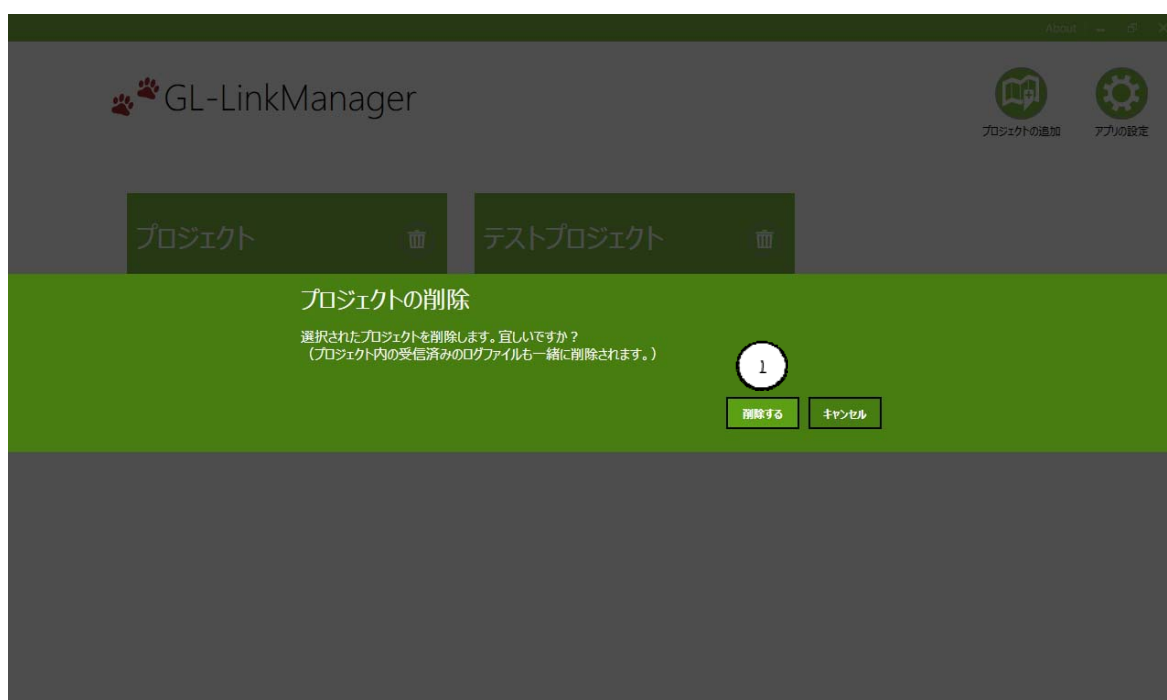 About
GL-LinkManager
プロジェクトの追加
アプリの設定
プロジェクト
テストプロジェクト
プロジェクトの削除
選択されたプロジェクトを削除します。宜しいですか？
（プロジェクト内の受信済みのログファイルも一緒に削除されます。）
1
削除する
キャンセル